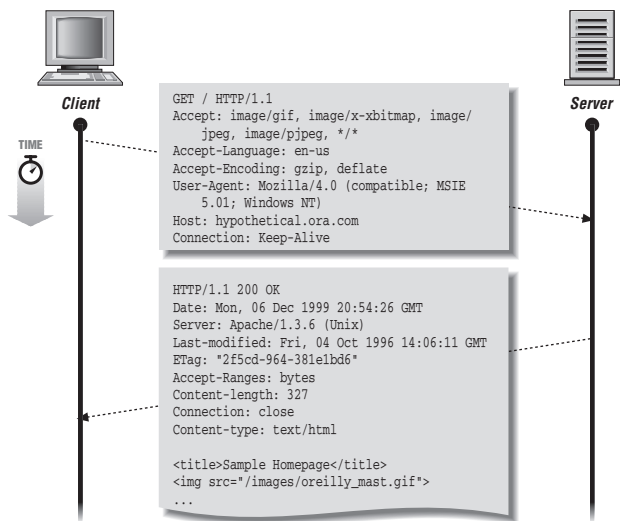 Client
Server
TIME
GET / HTTP/1.1
Accept: image/gif, image/x-xbitmap, image/
jpeg, image/pjpeg, */*
Accept-Language: en-us
Accept-Encoding: gzip, deflate
User-Agent: Mozilla/4.0 (compatible; MSIE
5.01; Windows NT)
Host: hypothetical.ora.com
Connection: Keep-Alive
HTTP/1.1 200 OK
Date: Mon, 06 Dec 1999 20:54:26 GMT
Server: Apache/1.3.6 (Unix)
Last-modified: Fri, 04 Oct 1996 14:06:11 GMT
ETag: "2f5cd-964-381e1bd6"
Accept-Ranges: bytes
Content-length: 327
Connection: close
Content-type: text/html
<title>Sample Homepage</title>
<img src="/images/oreilly_mast.gif">
...